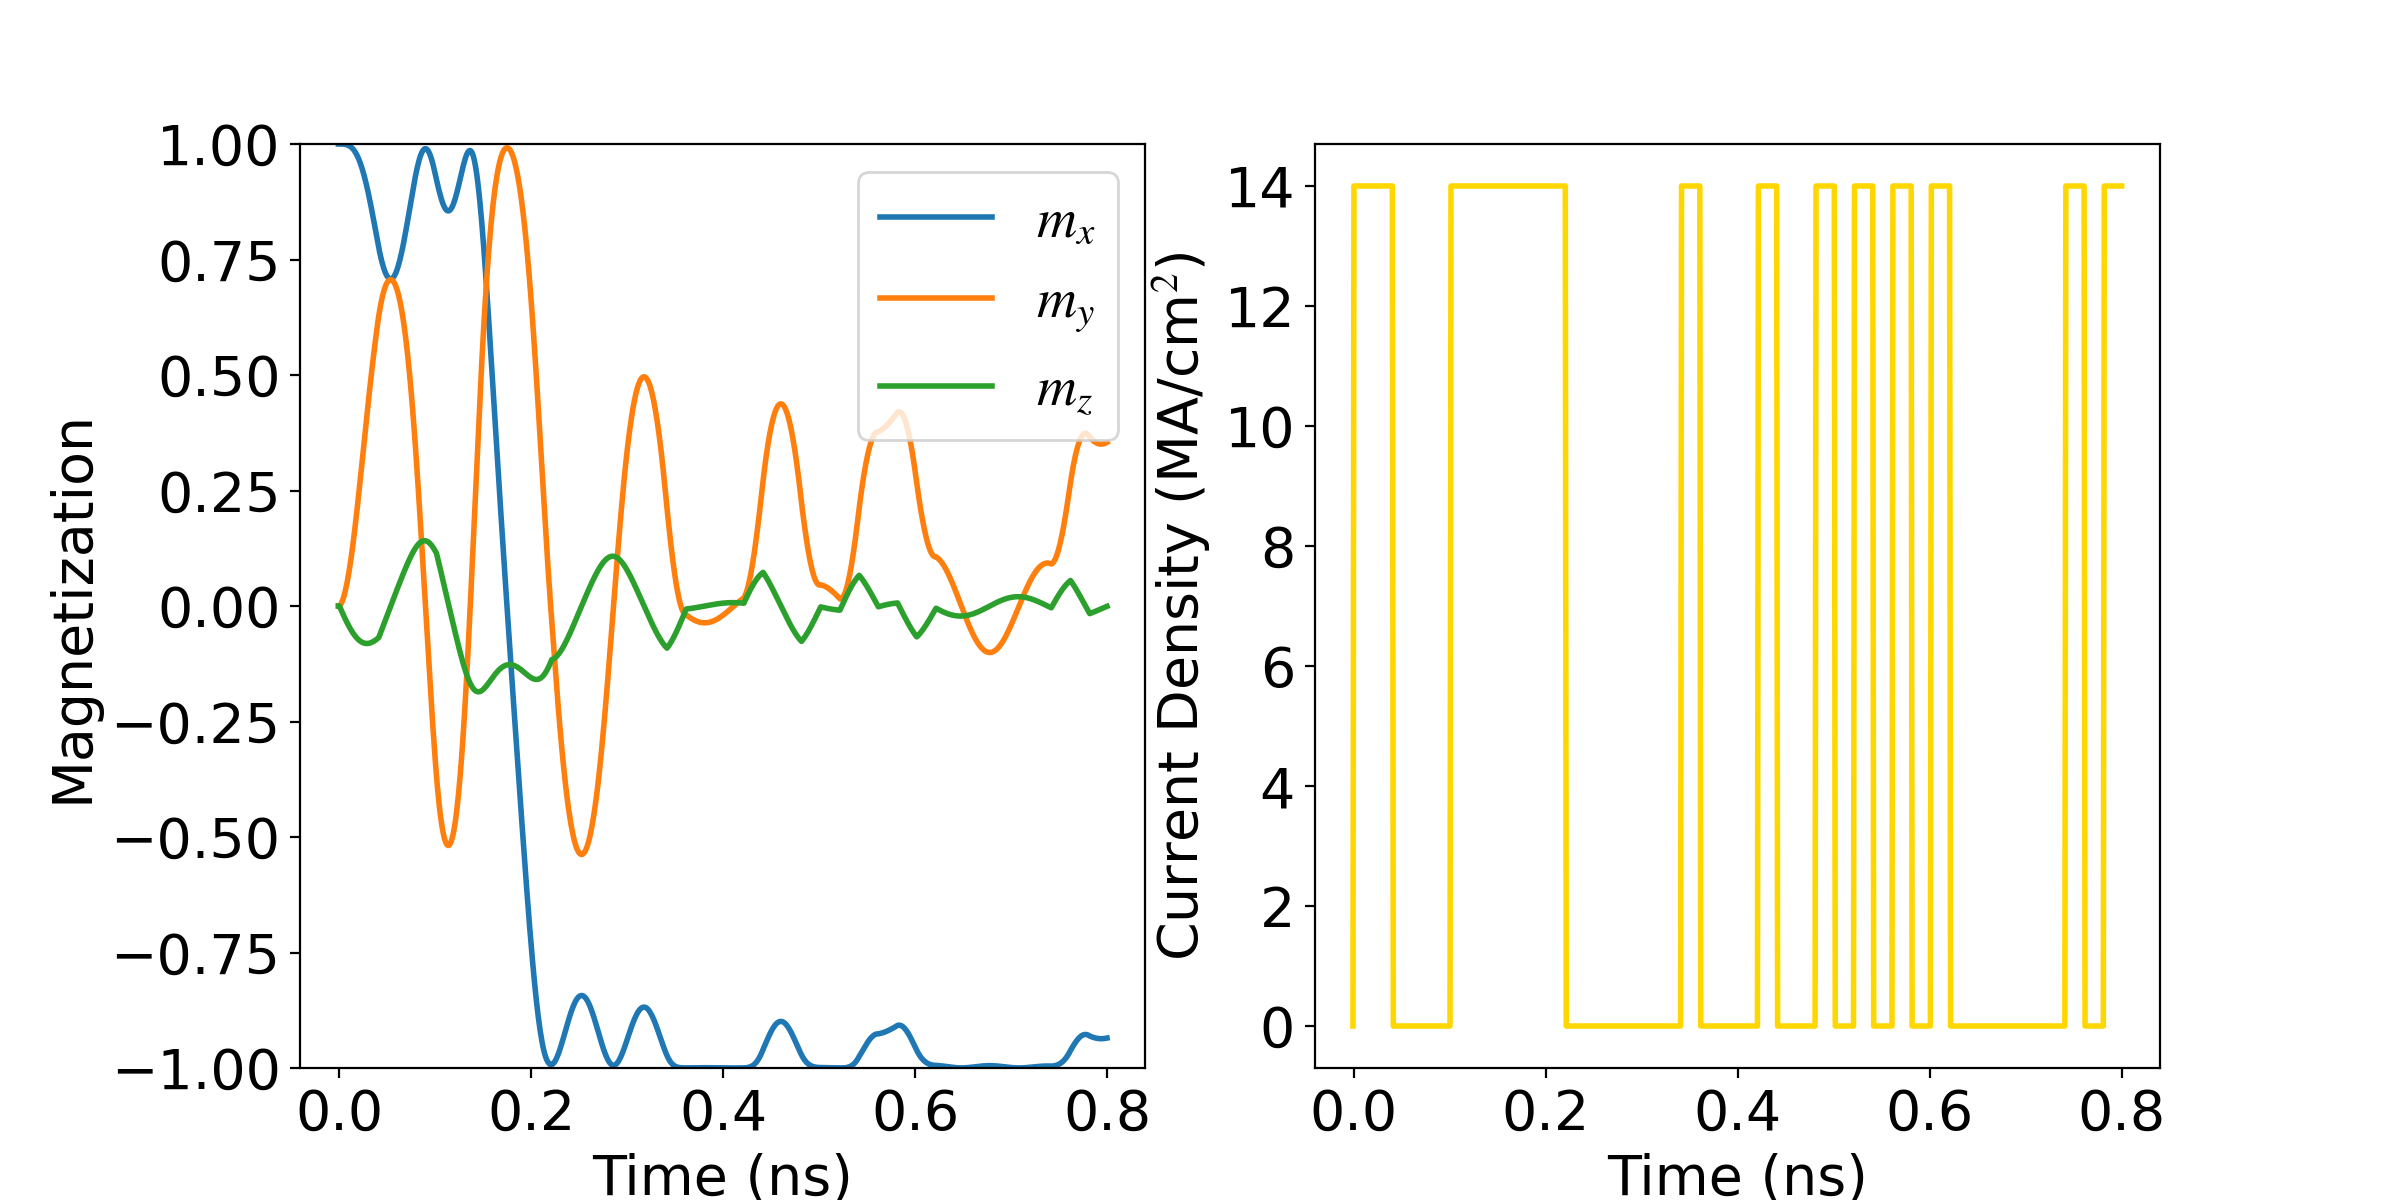 1.00
0.75
0.50
0.25
0.00
−0.25
−0.50
−0.75
−1.00
Magnetization
0.0 0.2 0.4 0.6 0.8
Time (ns)
m_x
m_y
m_z
14
12
10
8
6
4
2
0
Current Density (MA/cm²)
0.0 0.2 0.4 0.6 0.8
Time (ns)